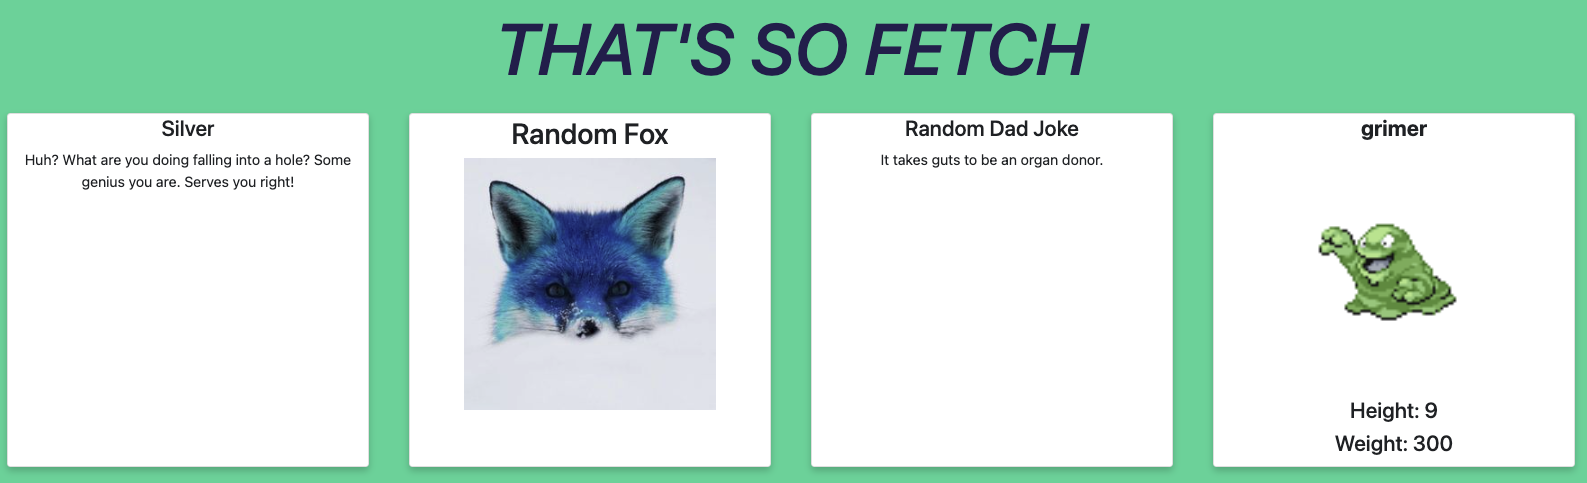 THAT'S SO FETCH
Silver
Huh? What are you doing falling into a hole? Some
genius you are. Serves you right!
Random Fox
Random Dad Joke
It takes guts to be an organ donor.
grimer
Height: 9
Weight: 300